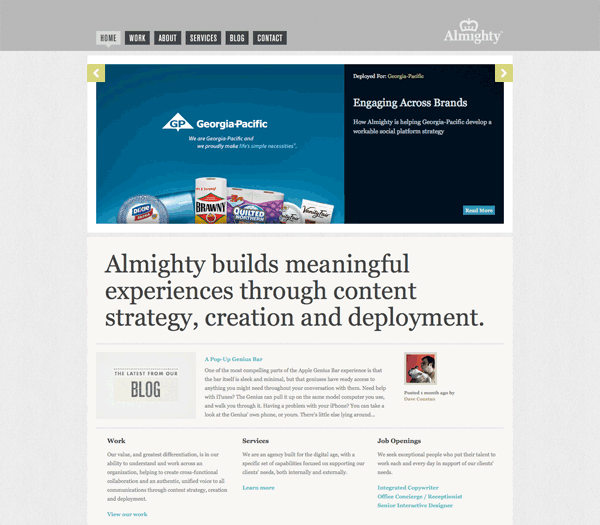 HOME WORK ABOUT SERVICES BLOG CONTACT
Almighty
Deployed For: Georgia-Pacific
Engaging Across Brands
How Almighty is helping Georgia-Pacific develop a
workable social platform strategy
Read More
GP Georgia-Pacific
We are Georgia-Pacific and
we proudly make life's simple necessities
DIXIE
BRAWNY
QUILTED
NORTHERN
Vanity Fair
Almighty builds meaningful
experiences through content
strategy, creation and deployment.
THE LATEST FROM OUR
BLOG
A Pop-Up Genius Bar
One of the most compelling parts of the Apple Genius Bar experience is that
the bar itself is sleek and minimal, but that geniuses have ready access to
anything you might need throughout your conversation with them. Need help
with iTunes? The Genius can pull it up on the same model computer you use,
and walk you through it. Having a problem with your iPhone? You can take a
look at the Genius' own phone, or yours. There's little else lying around...
Posted 1 month ago by
Dave Coustan
Work
Our value, and greatest differentiation, is in our
ability to understand and work across an
organization, helping to create cross-functional
collaboration and an authentic, unified voice to all
communications through content strategy, creation
and deployment.
View our work
Services
We are an agency built for the digital age, with a
specific set of capabilities focused on supporting our
clients' needs, both internally and externally.
Learn more
Job Openings
We seek exceptional people who put their talent to
work each and every day in support of our clients'
needs.
Integrated Copywriter
Office Concierge / Receptionist
Senior Interactive Designer